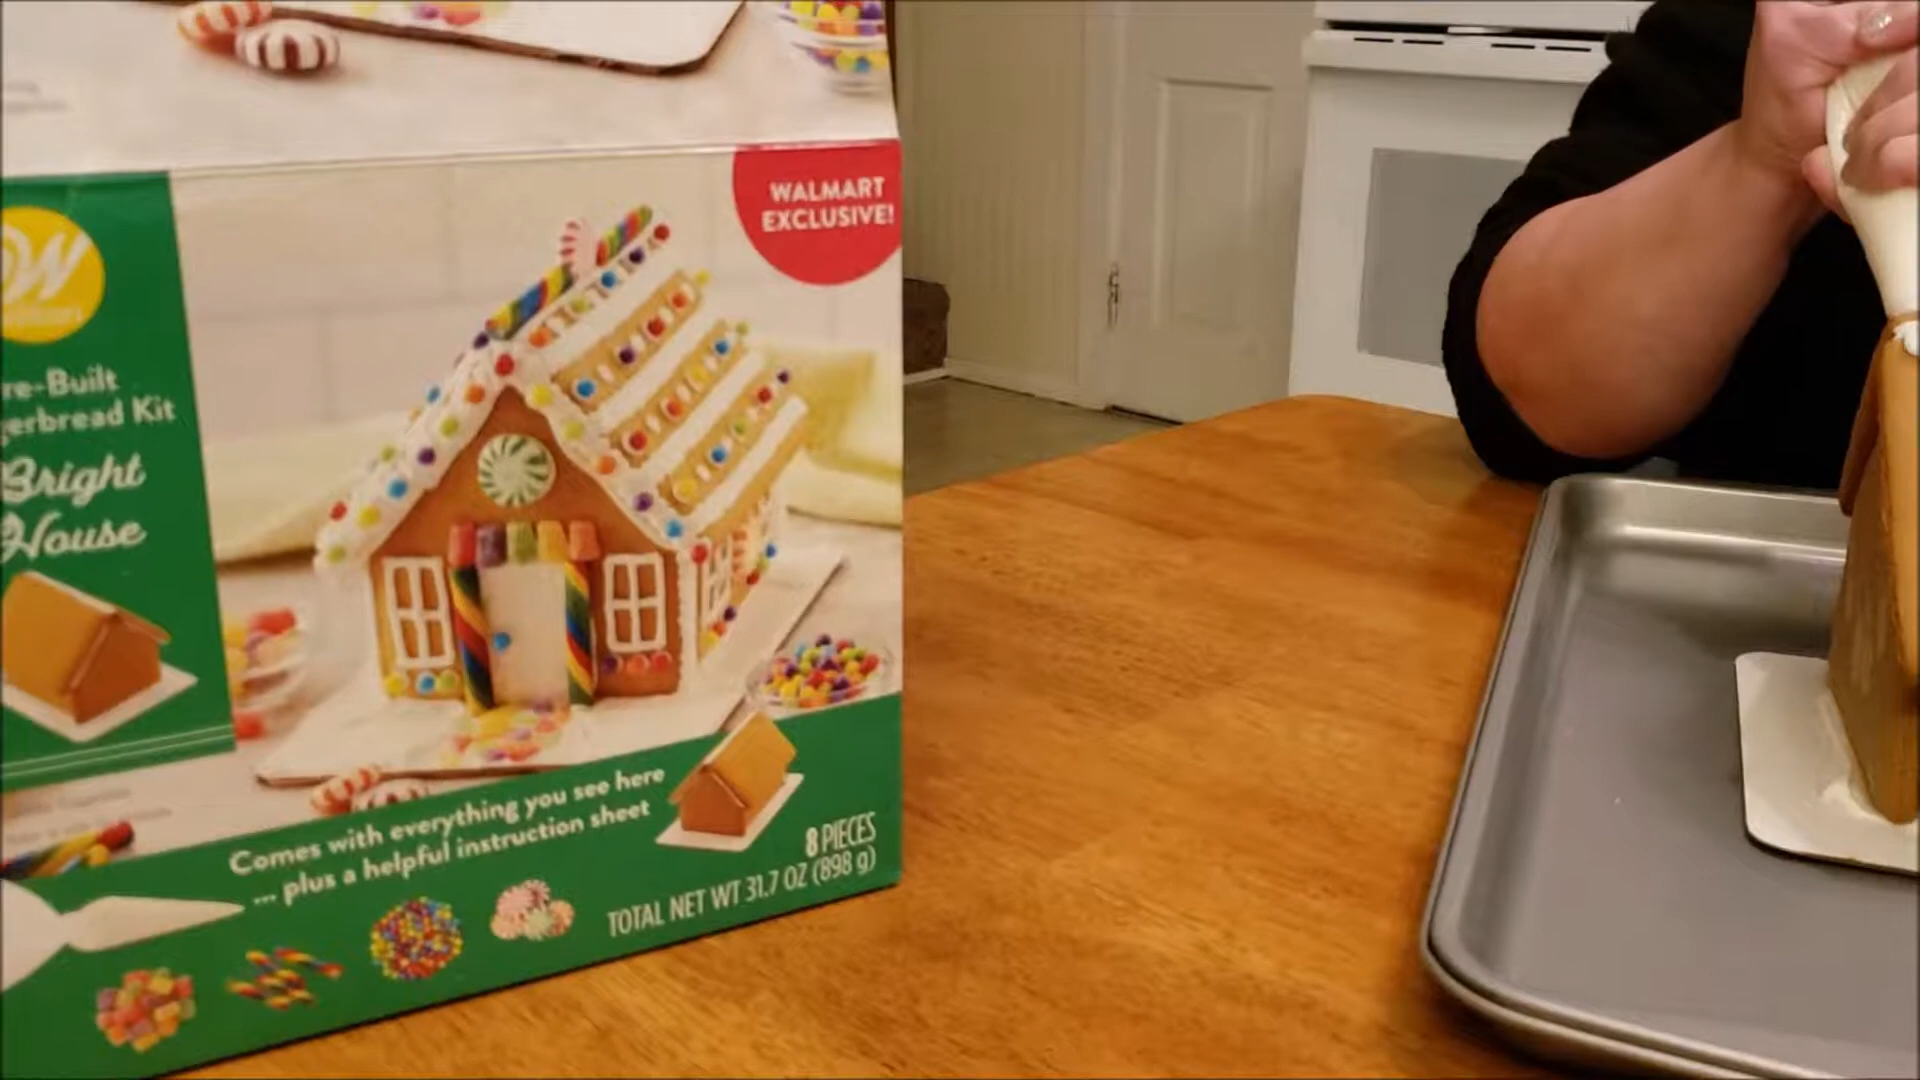 WALMART
EXCLUSIVE!
W
re-Built
gerbread Kit
Bright
House
Comes with everything you see here
... plus a helpful instruction sheet
8 PIECES
TOTAL NET WT 31.7 OZ (898 g)